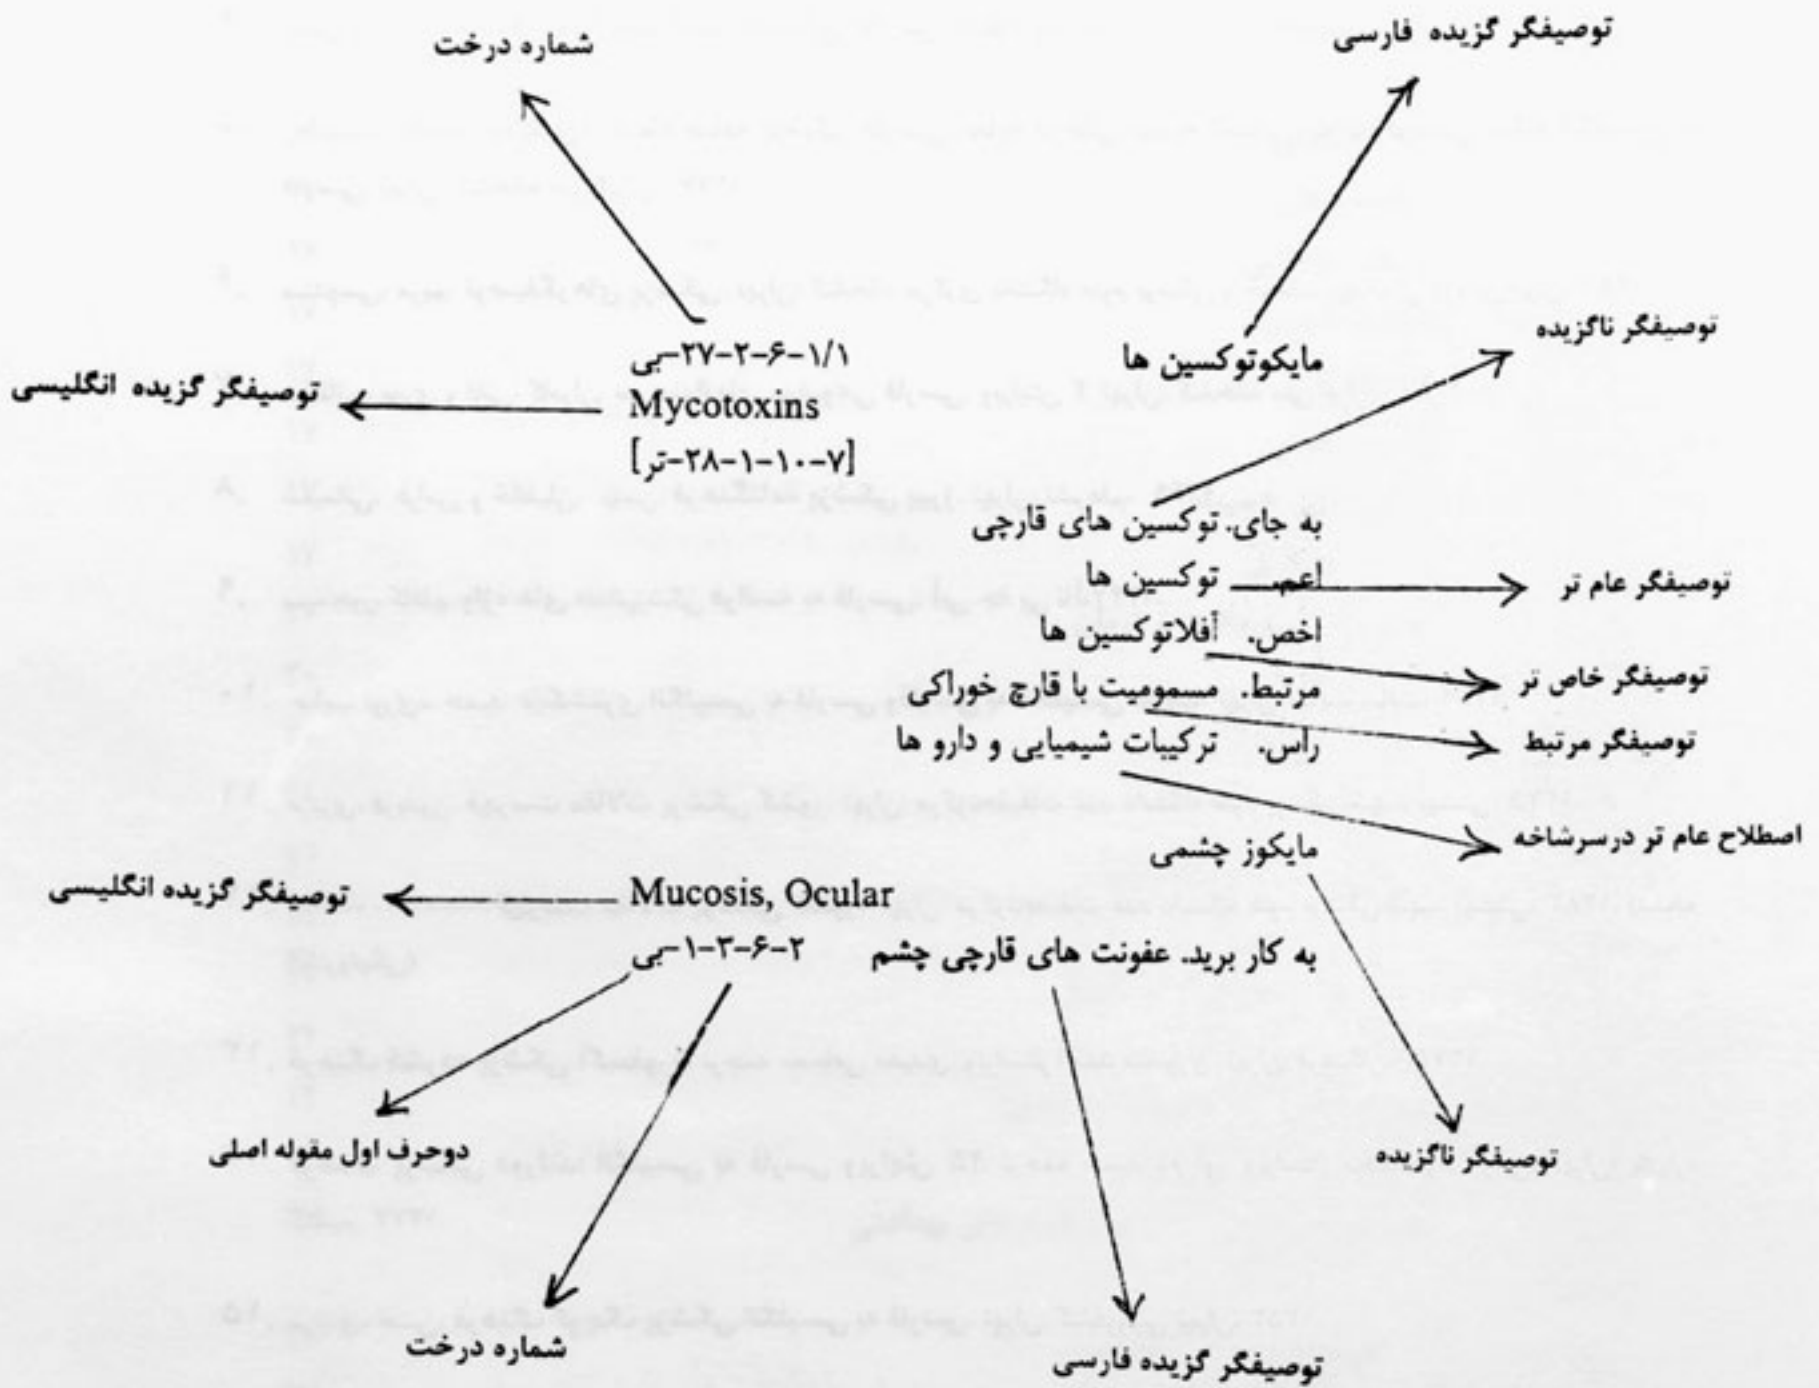 توصیفگر گزیده فارسی
شماره درخت
توصیفگر ناگزیده
مایکوتوکسین ها
۲۷-۲-۶-۱/۱-بی
توصیفگر گزیده انگلیسی
Mycotoxins
[۲۸-۱-۱۰-۷-تر]
به جای. توکسین های قارچی
اعم. توکسین ها
توصیفگر عام تر
اخص. أفلاتوکسین ها
توصیفگر خاص تر
مرتبط. مسمومیت با قارچ خوراکی
توصیفگر مرتبط
راس. ترکیبات شیمیایی و دارو ها
اصطلاح عام تر درسرشاخه
مایکوز چشمی
Mucosis, Ocular
توصیفگر گزیده انگلیسی
به کار برید. عفونت های قارچی چشم
۱-۳-۶-۲-بی
دوحرف اول مقوله اصلی
توصیفگر ناگزیده
شماره درخت
توصیفگر گزیده فارسی